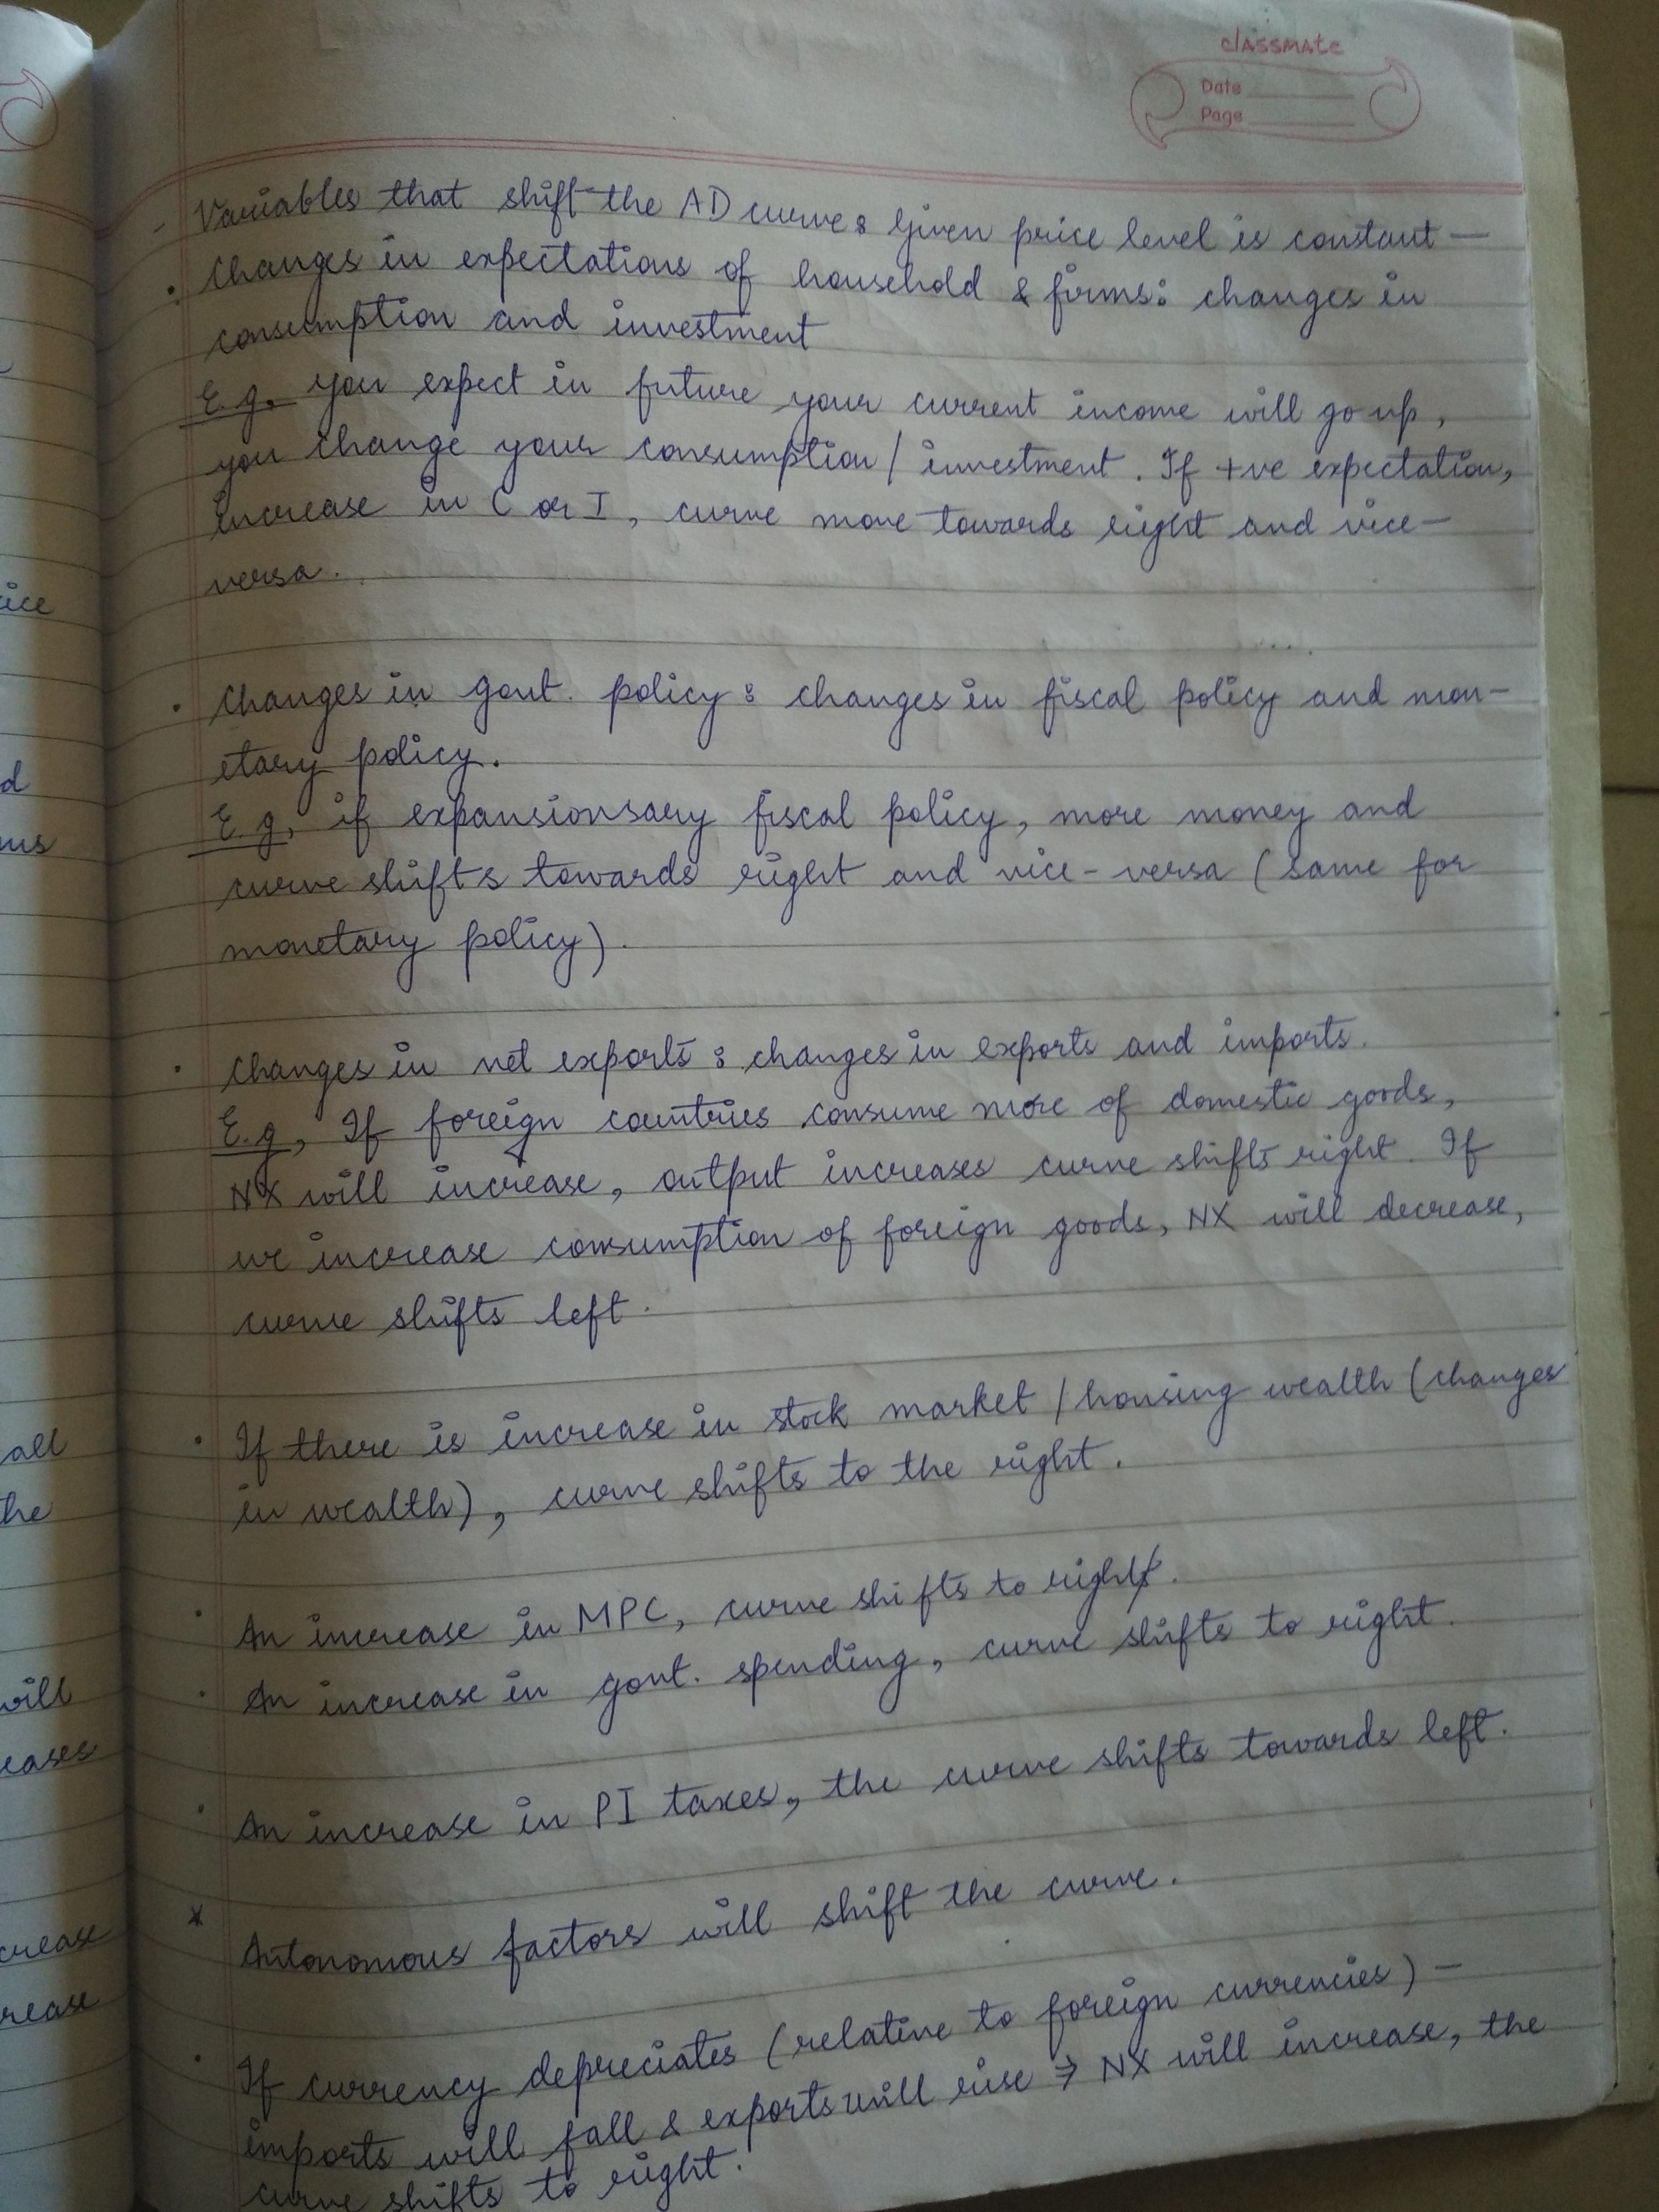 classmate
Date
Page
- Variables that shift the AD curve : Given price level is constant —
• Changes in expectations of household & firms: changes in
consumption and investment
E.g. you expect in future your current income will go up,
you change your consumption / investment. If +ve expectation,
increase in C or I, curve move towards right and vice-
versa.
• Changes in govt. policy : changes in fiscal policy and mon-
etary policy.
E.g, if expansionsary fiscal policy, more money and
curve shifts towards right and vice-versa (same for
monetary policy).
• Changes in net exports : changes in exports and imports.
E.g, If foreign countries consume more of domestic goods,
NX will increase, output increases curve shifts right. If
we increase consumption of foreign goods, NX will decrease,
curve shifts left.
• If there is increase in stock market / housing wealth (changes
in wealth), curve shifts to the right.
• An increase in MPC, curve shifts to right.
• An increase in govt. spending, curve shifts to right.
• An increase in PI taxes, the curve shifts towards left.
* Autonomous factors will shift the curve.
• If currency depreciates (relative to foreign currencies) —
imports will fall & exports will rise → NX will increase, the
curve shifts to right.
ice
d
ms
all
he
will
eases
crease
rease